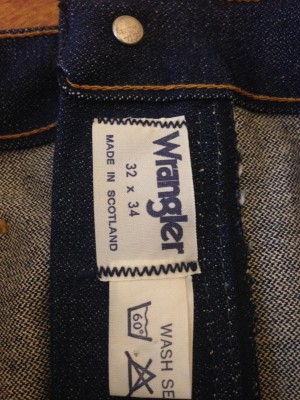 Wrangler
32 x 34
MADE IN SCOTLAND
WASH SE
60°